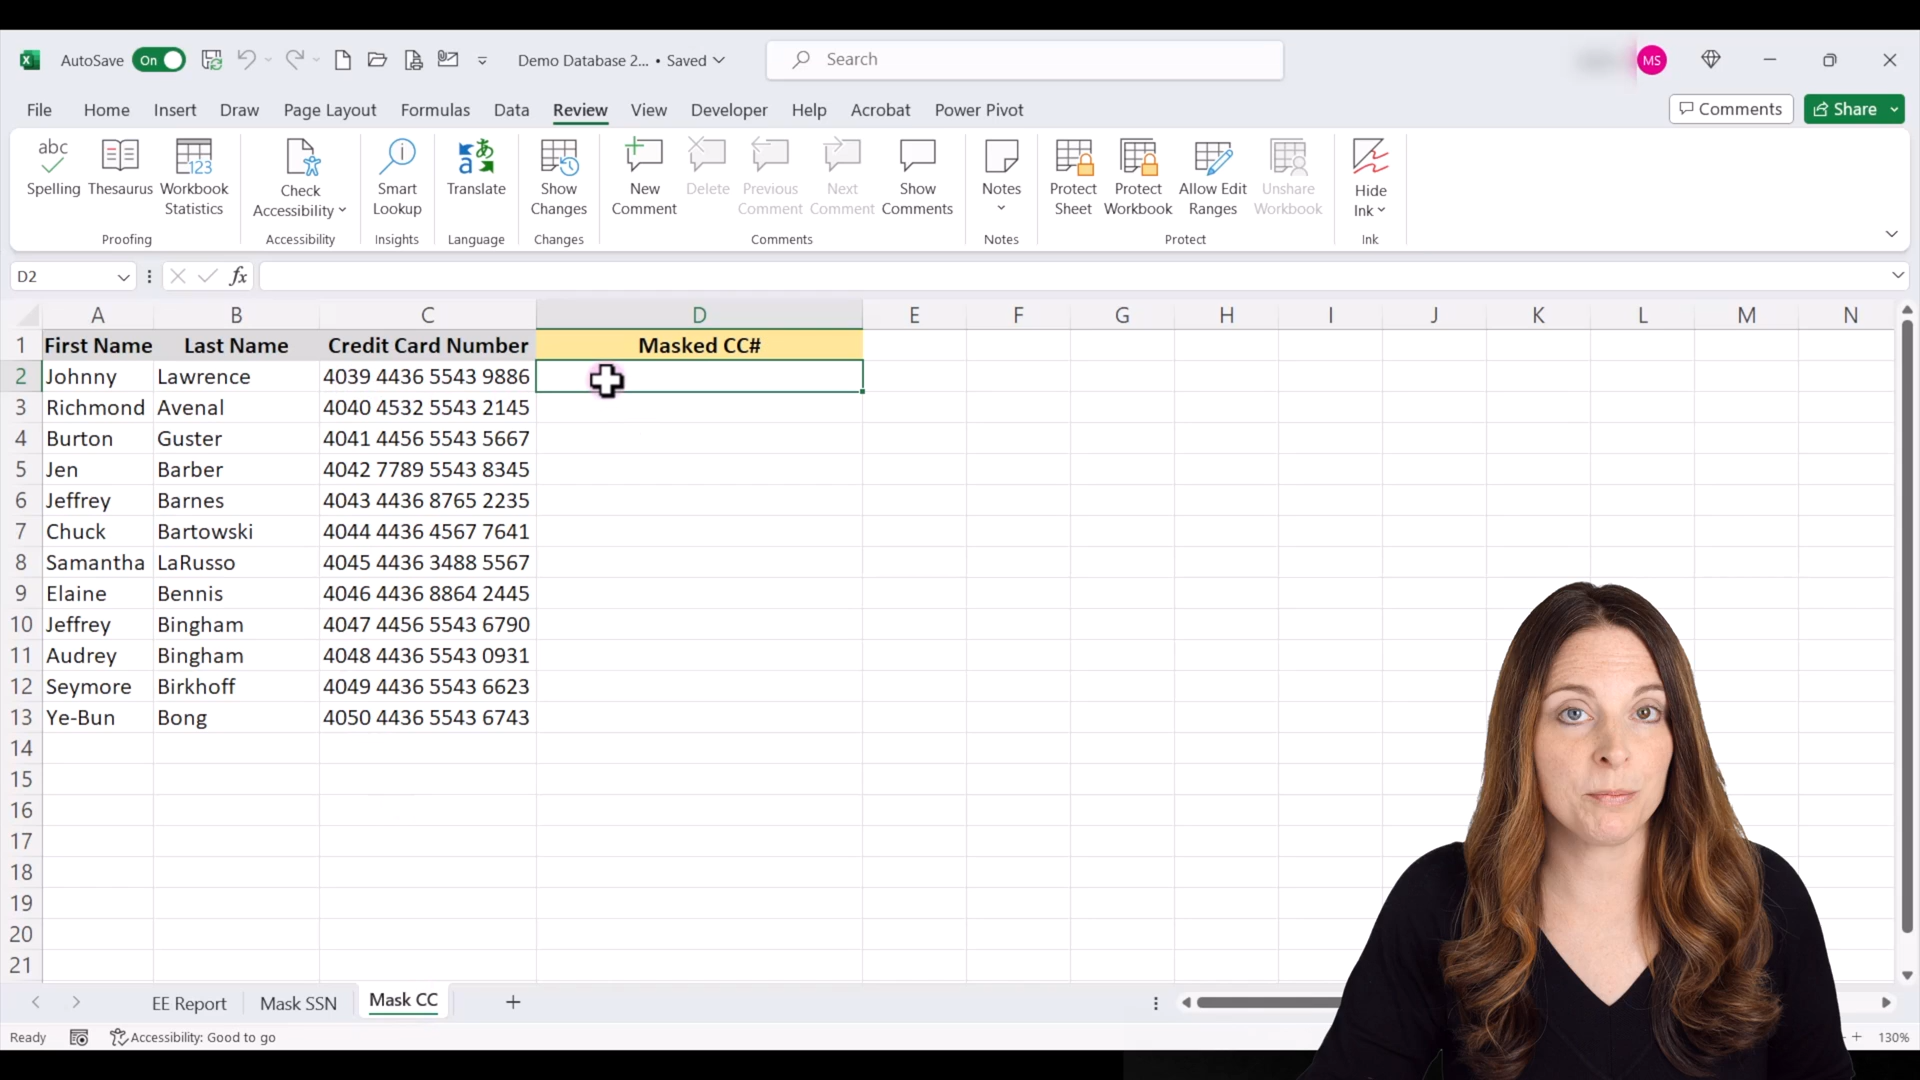 AutoSave On Demo Database 2... • Saved Search MS
File Home Insert Draw Page Layout Formulas Data Review View Developer Help Acrobat Power Pivot Comments Share
abc Spelling Thesaurus Workbook Statistics Check Accessibility Smart Lookup Translate Show Changes New Comment Delete Previous Comment Next Comment Show Comments Notes Protect Sheet Protect Workbook Allow Edit Ranges Unshare Workbook Hide Ink
Proofing Accessibility Insights Language Changes Comments Notes Protect Ink
D2 fx
A B C D E F G H I J K L M N
1 First Name Last Name Credit Card Number Masked CC#
2 Johnny Lawrence 4039 4436 5543 9886
3 Richmond Avenal 4040 4532 5543 2145
4 Burton Guster 4041 4456 5543 5667
5 Jen Barber 4042 7789 5543 8345
6 Jeffrey Barnes 4043 4436 8765 2235
7 Chuck Bartowski 4044 4436 4567 7641
8 Samantha LaRusso 4045 4436 3488 5567
9 Elaine Bennis 4046 4436 8864 2445
10 Jeffrey Bingham 4047 4456 5543 6790
11 Audrey Bingham 4048 4436 5543 0931
12 Seymore Birkhoff 4049 4436 5543 6623
13 Ye-Bun Bong 4050 4436 5543 6743
14
15
16
17
18
19
20
21
EE Report Mask SSN Mask CC
Ready Accessibility: Good to go 130%